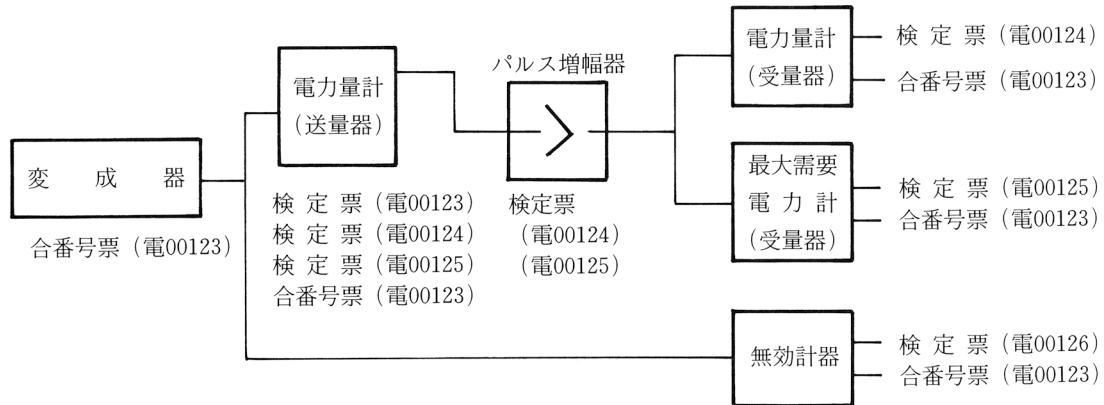 変成器
合番号票(電00123)
電力量計
(送量器)
検定票(電00123)
検定票(電00124)
検定票(電00125)
合番号票(電00123)
パルス増幅器
検定票
(電00124)
(電00125)
電力量計
(受量器)
検定票(電00124)
合番号票(電00123)
最大需要
電力計
(受量器)
検定票(電00125)
合番号票(電00123)
無効計器
検定票(電00126)
合番号票(電00123)